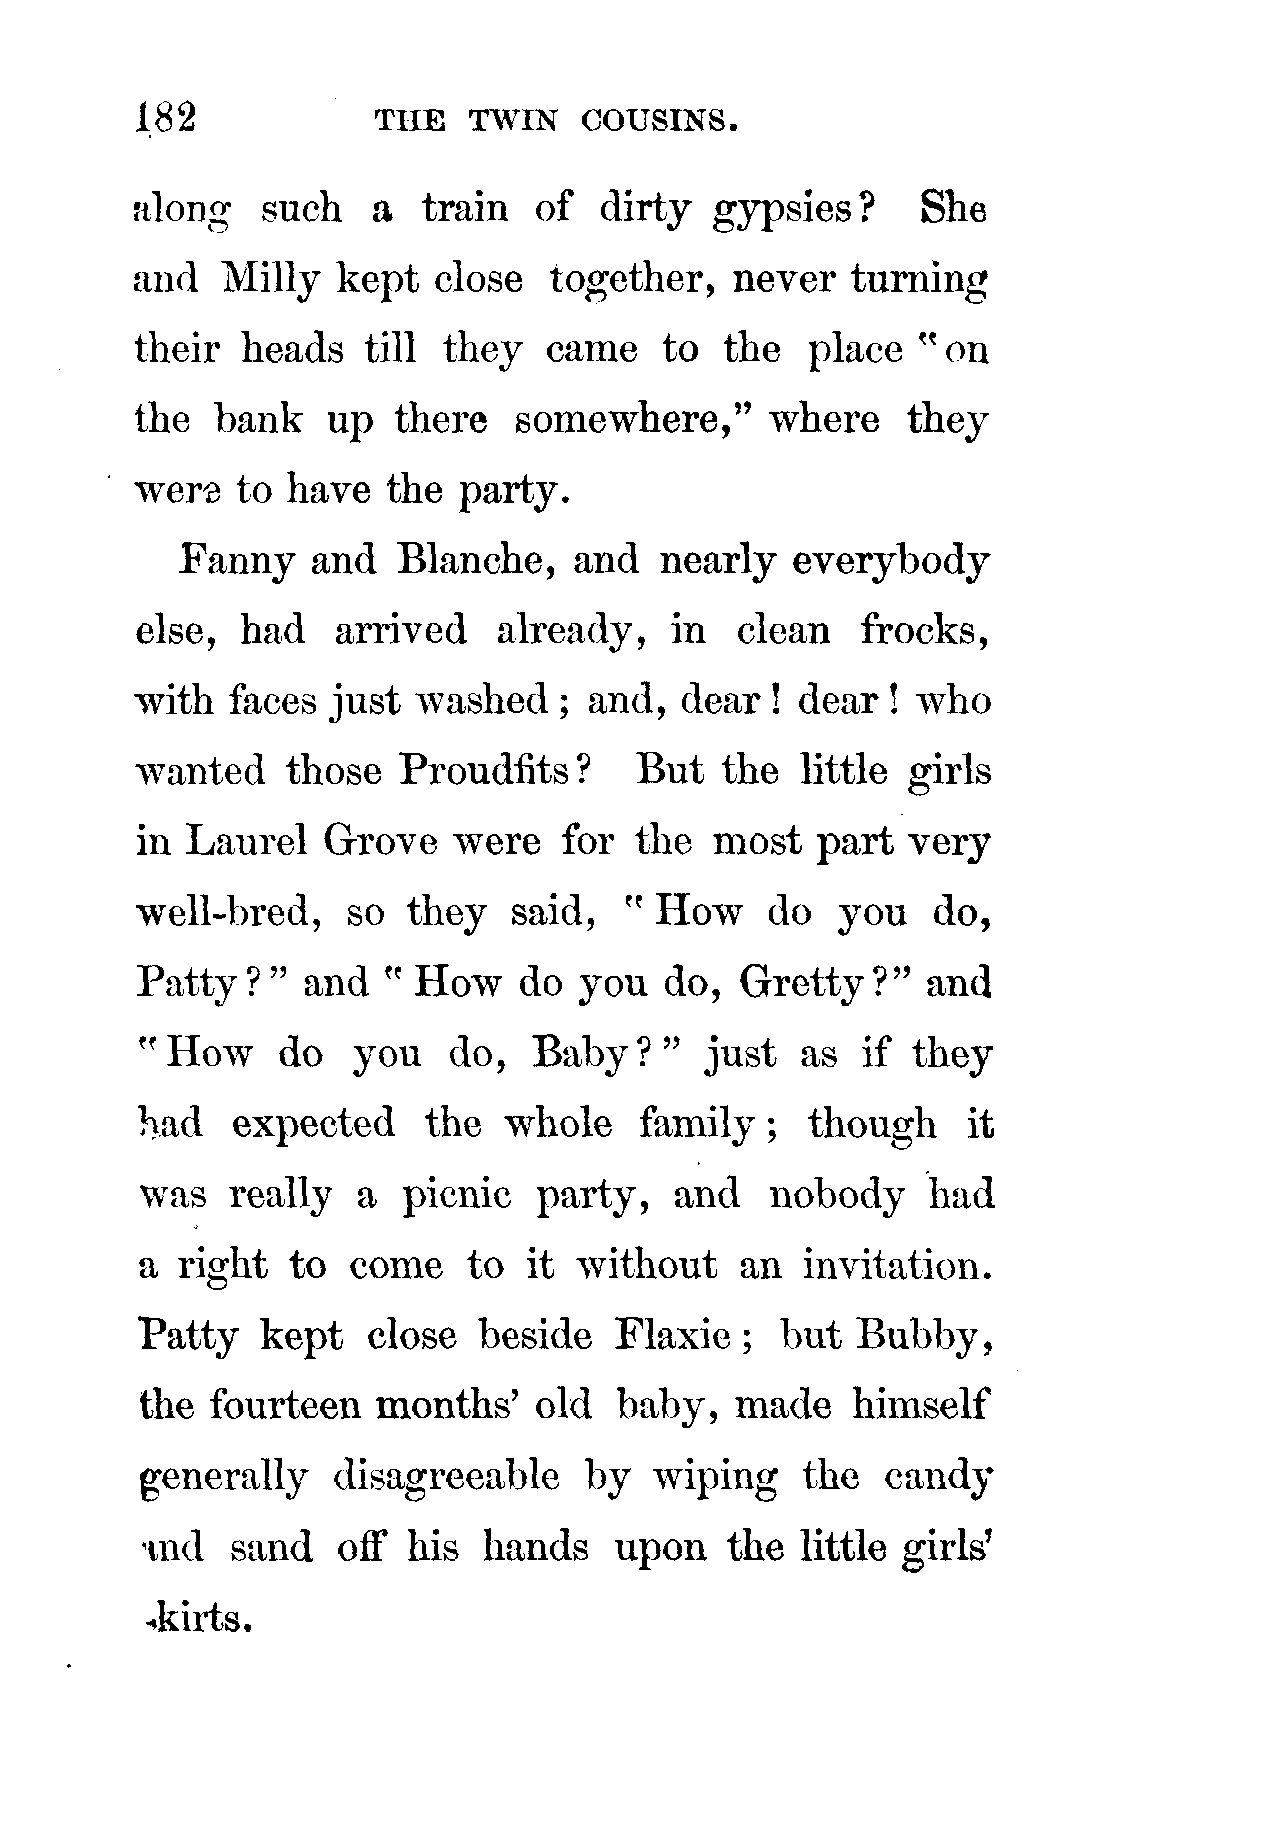 182 THE TWIN COUSINS.
along such a train of dirty gypsies? She
and Milly kept close together, never turning
their heads till they came to the place "on
the bank up there somewhere," where they
were to have the party.
Fanny and Blanche, and nearly everybody
else, had arrived already, in clean frocks,
with faces just washed; and, dear! dear! who
wanted those Proudfits? But the little girls
in Laurel Grove were for the most part very
well-bred, so they said, "How do you do,
Patty?" and "How do you do, Gretty?" and
"How do you do, Baby?" just as if they
had expected the whole family; though it
was really a picnic party, and nobody had
a right to come to it without an invitation.
Patty kept close beside Flaxie; but Bubby,
the fourteen months' old baby, made himself
generally disagreeable by wiping the candy
and sand off his hands upon the little girls'
skirts.